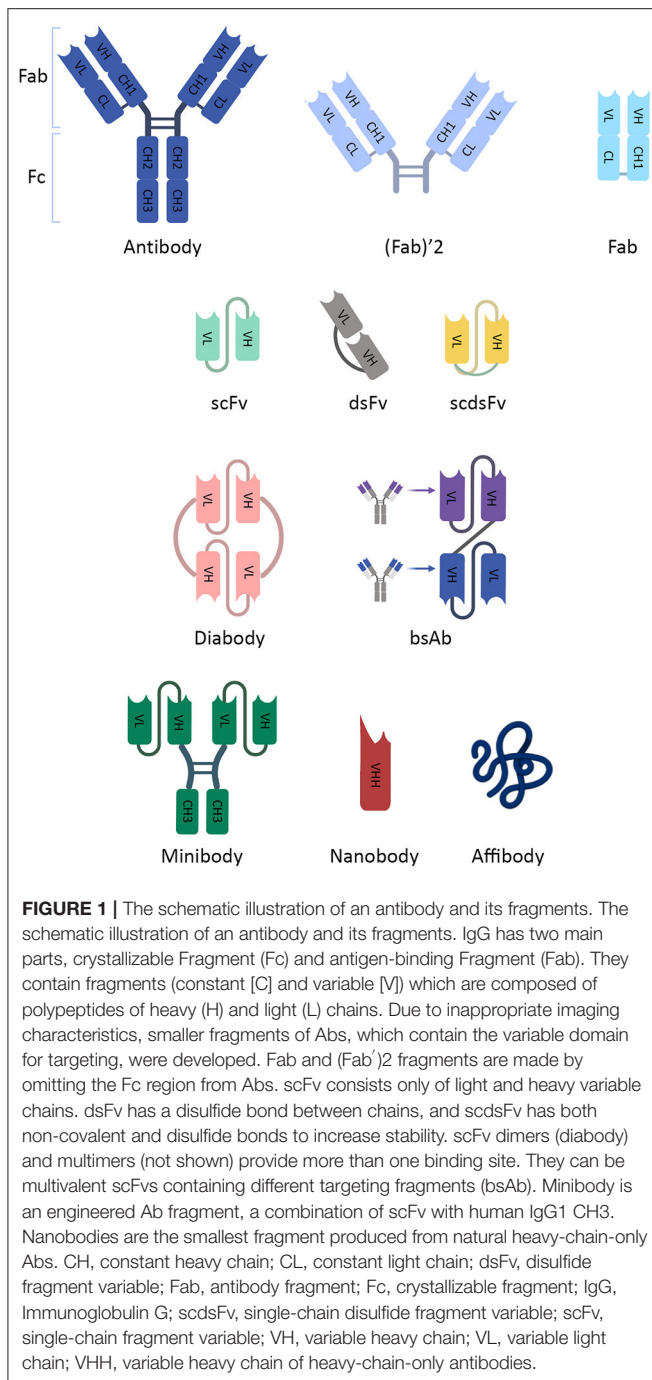 Fab
Fc
VL
VH
CL
CH1
CH1
VH
CL
VL
CH2
CH2
CH3
CH3
Antibody
VL
VH
CL
CH1
CH1
VH
CL
VL
(Fab)'2
VL
VH
CL
CH1
Fab
VL
VH
scFv
VL
VH
dsFv
VL
VH
scdsFv
VL
VH
VH
VL
Diabody
VL
VH
VH
VL
bsAb
VL
VH
VL
VH
CH3
CH3
Minibody
VHH
Nanobody
Affibody
FIGURE 1 | The schematic illustration of an antibody and its fragments. The
schematic illustration of an antibody and its fragments. IgG has two main
parts, crystallizable Fragment (Fc) and antigen-binding Fragment (Fab). They
contain fragments (constant [C] and variable [V]) which are composed of
polypeptides of heavy (H) and light (L) chains. Due to inappropriate imaging
characteristics, smaller fragments of Abs, which contain the variable domain
for targeting, were developed. Fab and (Fab′)2 fragments are made by
omitting the Fc region from Abs. scFv consists only of light and heavy variable
chains. dsFv has a disulfide bond between chains, and scdsFv has both
non-covalent and disulfide bonds to increase stability. scFv dimers (diabody)
and multimers (not shown) provide more than one binding site. They can be
multivalent scFvs containing different targeting fragments (bsAb). Minibody is
an engineered Ab fragment, a combination of scFv with human IgG1 CH3.
Nanobodies are the smallest fragment produced from natural heavy-chain-only
Abs. CH, constant heavy chain; CL, constant light chain; dsFv, disulfide
fragment variable; Fab, antibody fragment; Fc, crystallizable fragment; IgG,
Immunoglobulin G; scdsFv, single-chain disulfide fragment variable; scFv,
single-chain fragment variable; VH, variable heavy chain; VL, variable light
chain; VHH, variable heavy chain of heavy-chain-only antibodies.